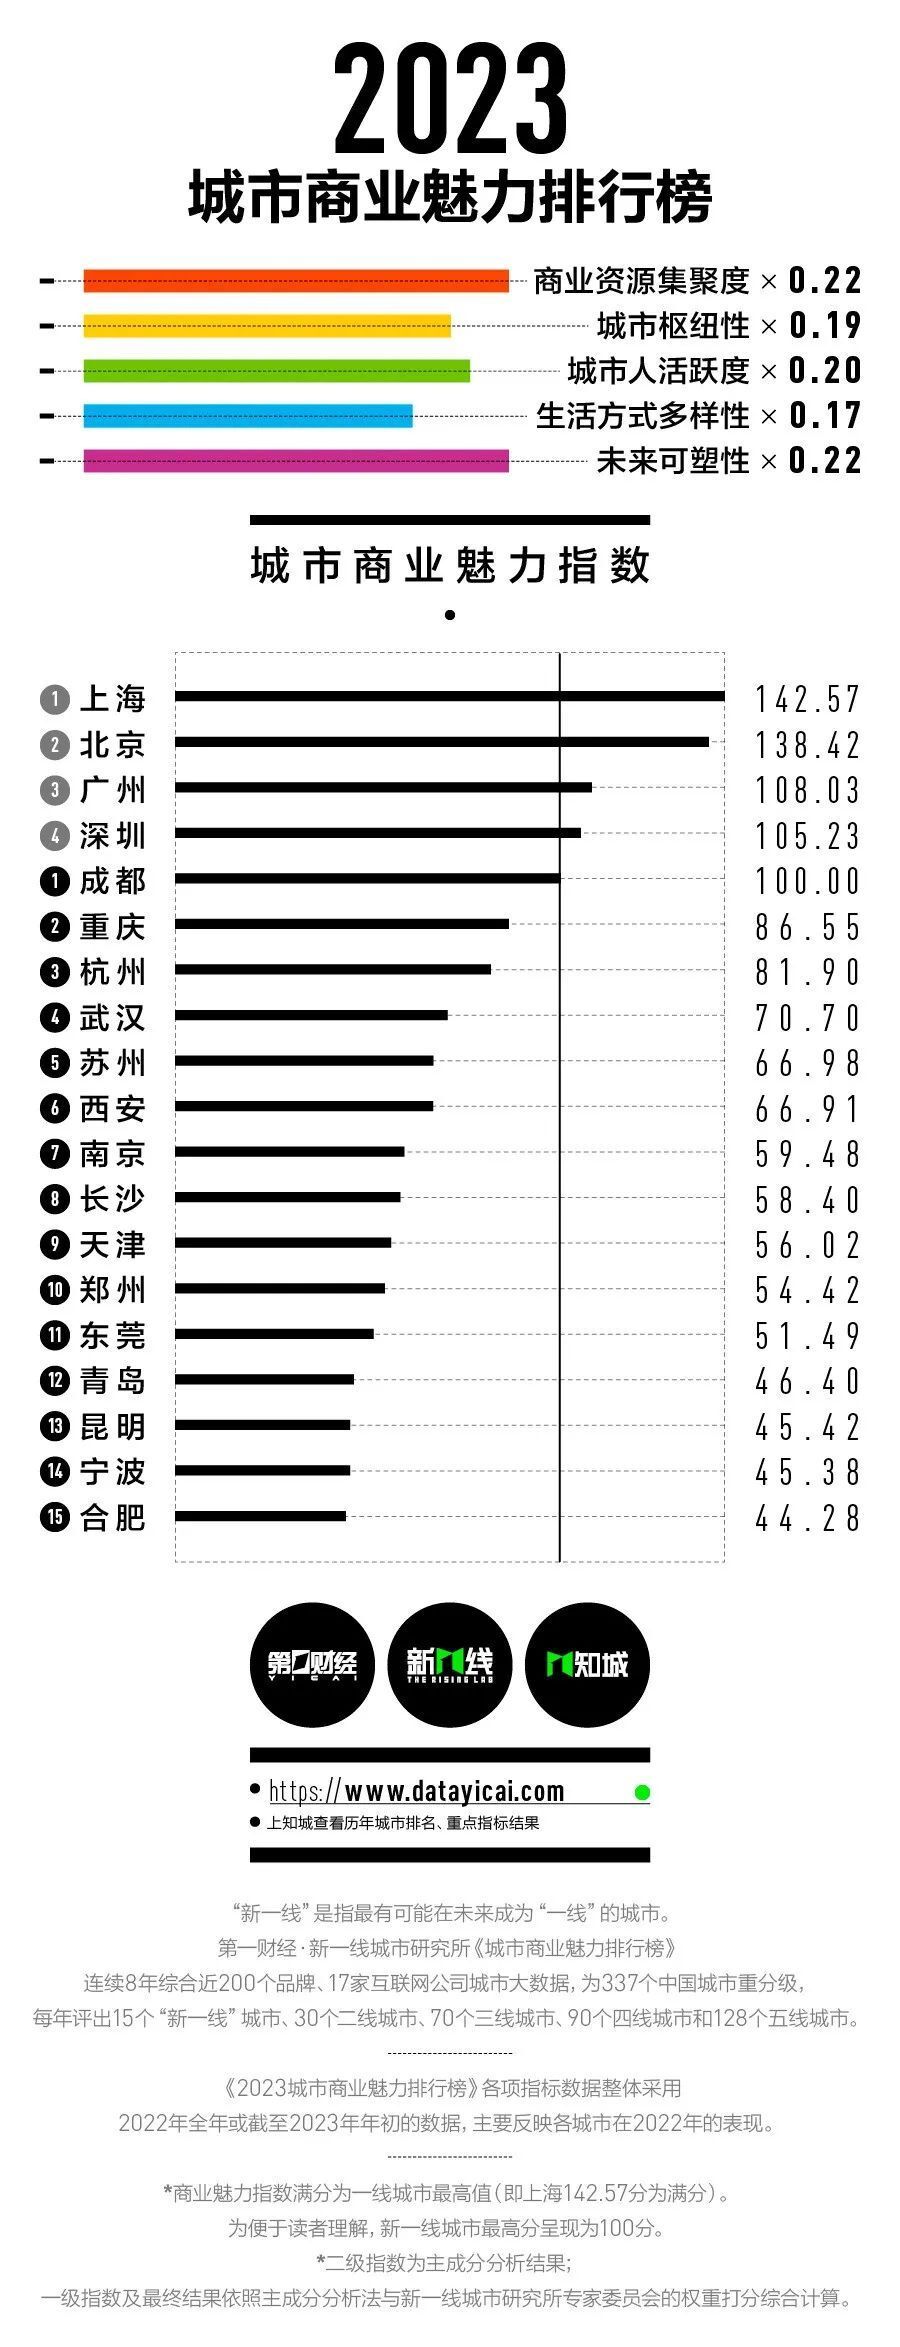 2023
城市商业魅力排行榜
商业资源集聚度 × 0.22
城市枢纽性 × 0.19
城市人活跃度 × 0.20
生活方式多样性 × 0.17
未来可塑性 × 0.22
城市商业魅力指数
1 上海 142.57
2 北京 138.42
3 广州 108.03
4 深圳 105.23
1 成都 100.00
2 重庆 86.55
3 杭州 81.90
4 武汉 70.70
5 苏州 66.98
6 西安 66.91
7 南京 59.48
8 长沙 58.40
9 天津 56.02
10 郑州 54.42
11 东莞 51.49
12 青岛 46.40
13 昆明 45.42
14 宁波 45.38
15 合肥 44.28
第一财经 新一线 知城
YICAI THE RISING LAB
• https://www.datayicai.com
• 上知城查看历年城市排名、重点指标结果
“新一线”是指最有可能在未来成为“一线”的城市。
第一财经·新一线城市研究所《城市商业魅力排行榜》
连续8年综合近200个品牌、17家互联网公司城市大数据，为337个中国城市重分级，
每年评出15个“新一线”城市、30个二线城市、70个三线城市、90个四线城市和128个五线城市。
《2023城市商业魅力排行榜》各项指标数据整体采用
2022年全年或截至2023年年初的数据，主要反映各城市在2022年的表现。
*商业魅力指数满分为一线城市最高值（即上海142.57分为满分）。
为便于读者理解，新一线城市最高分呈现为100分。
*二级指数为主成分分析结果；
一级指数及最终结果依照主成分分析法与新一线城市研究所专家委员会的权重打分综合计算。